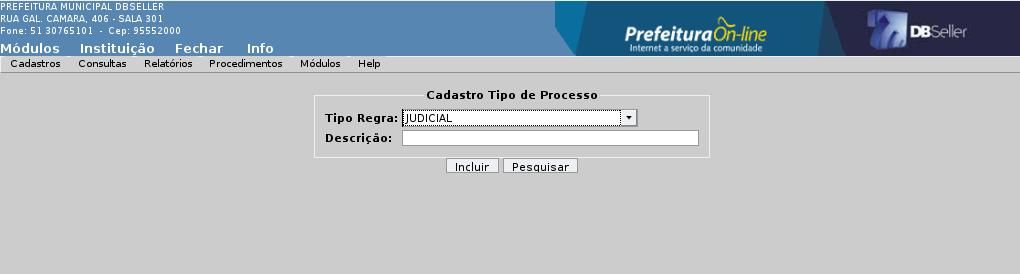 PREFEITURA MUNICIPAL DBSELLER
RUA GAL. CAMARA, 406 - SALA 301
Fone: 51 30765101 - Cep: 95552000
Módulos Instituição Fechar Info
PrefeituraOn-line
Internet a serviço da comunidade
DBSeller
Cadastros Consultas Relatórios Procedimentos Módulos Help
Cadastro Tipo de Processo
Tipo Regra: JUDICIAL
Descrição:
Incluir Pesquisar